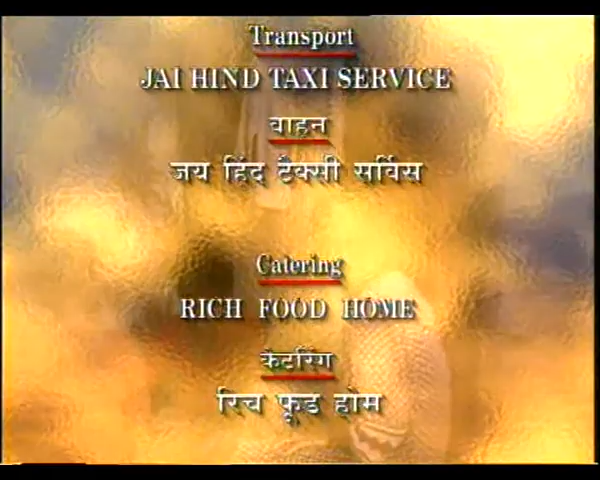 Transport
JAI HIND TAXI SERVICE
वाहन
जय हिंद टैक्सी सर्विस
Catering
RICH FOOD HOME
केटरिंग
रिच फूड होम